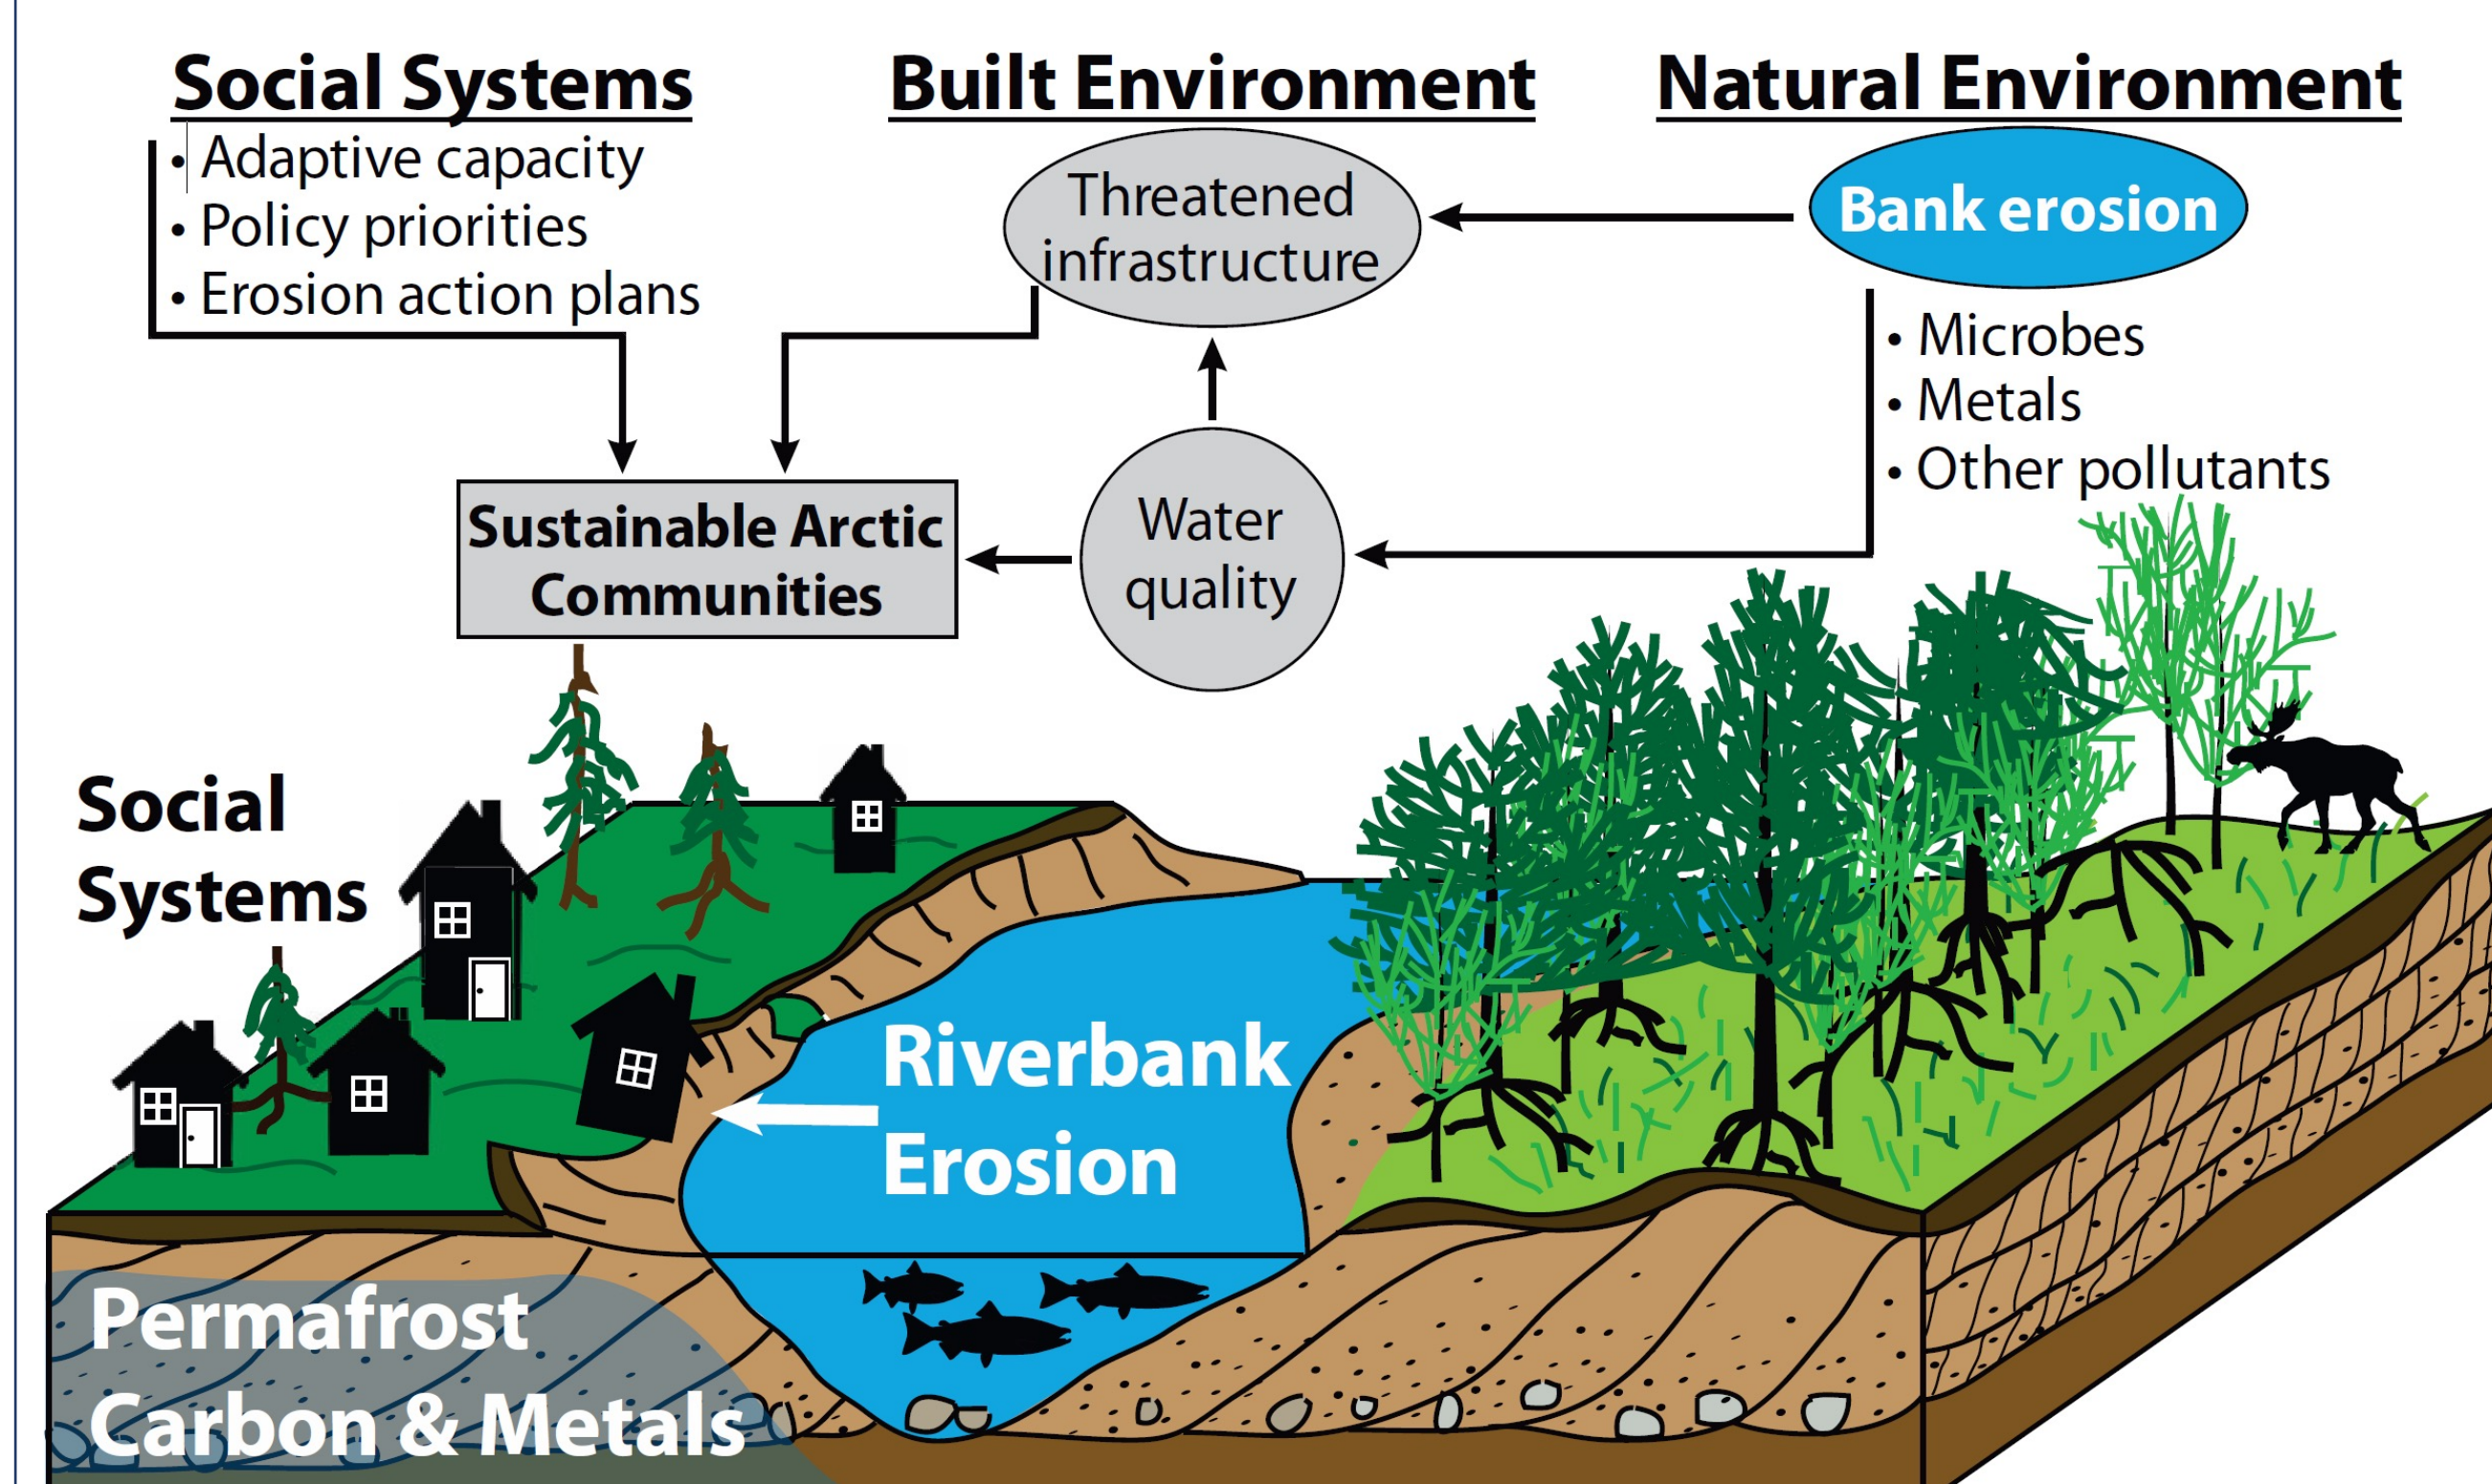 Social Systems
• Adaptive capacity
• Policy priorities
• Erosion action plans
Built Environment
Threatened
infrastructure
Natural Environment
Bank erosion
• Microbes
• Metals
• Other pollutants
Sustainable Arctic
Communities
Water
quality
Social
Systems
Riverbank
Erosion
Permafrost
Carbon & Metals